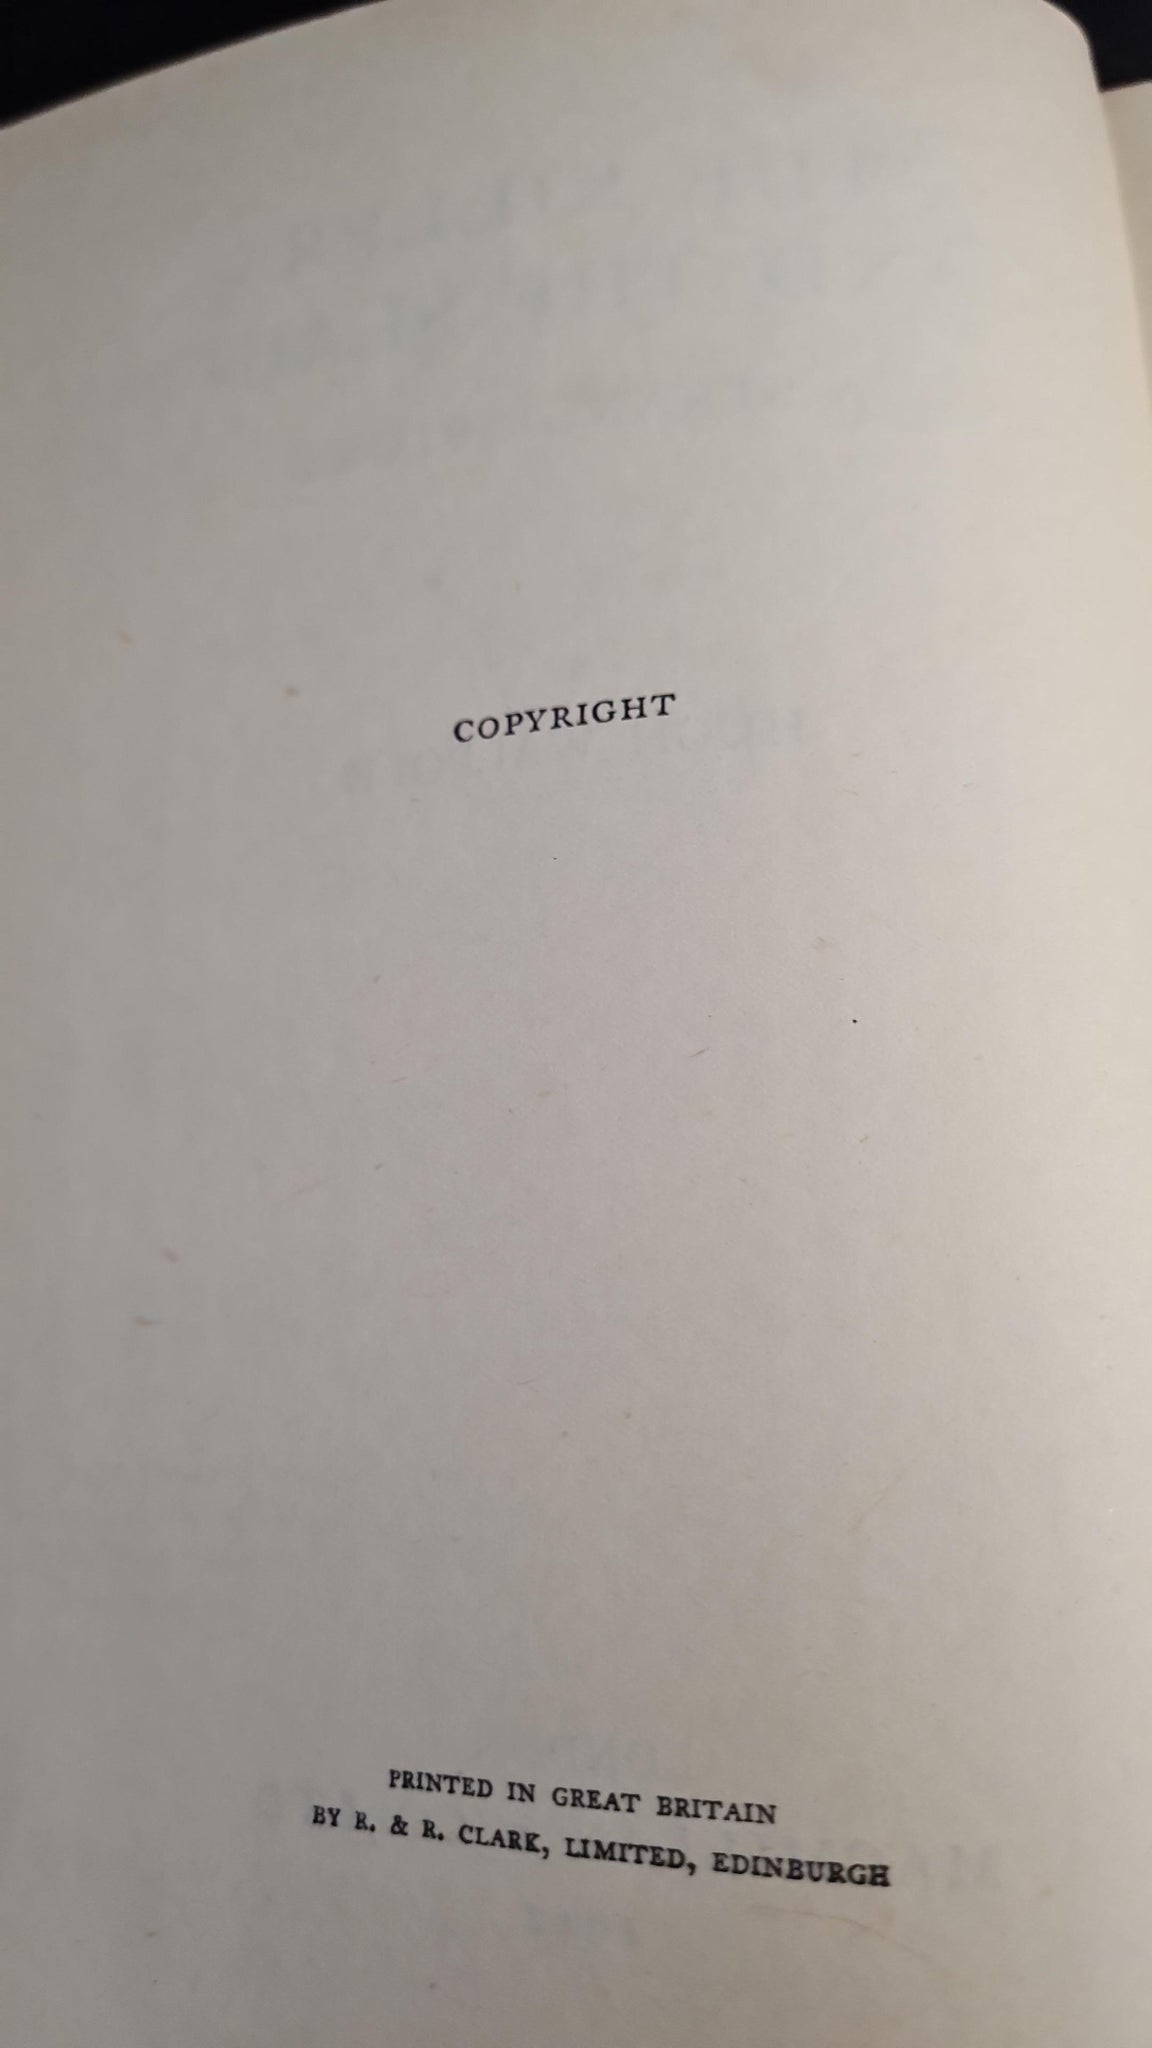 COPYRIGHT
PRINTED IN GREAT BRITAIN
BY R. & R. CLARK, LIMITED, EDINBURGH